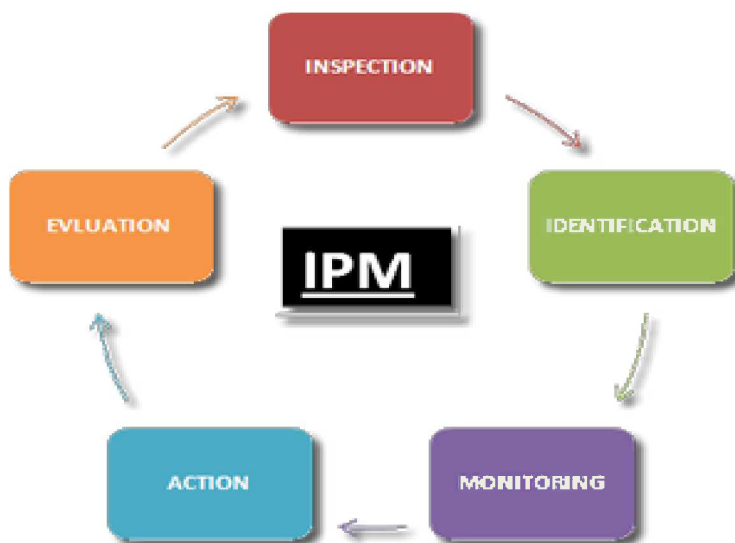 INSPECTION
IDENTIFICATION
MONITORING
ACTION
EVLUATION
IPM